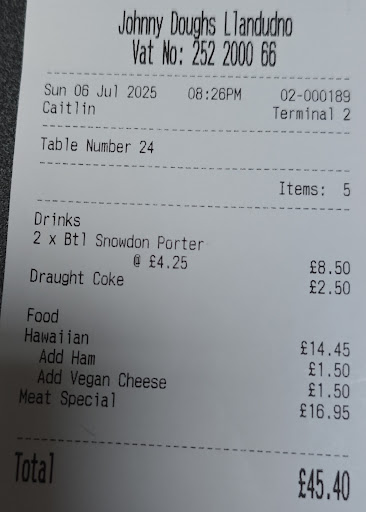 Johnny Doughs Llandudno
Vat No: 252 2000 66
Sun 06 Jul 2025 08:26PM 02-000189
Caitlin Terminal 2
Table Number 24
Items: 5
Drinks
2 x Btl Snowdon Porter
@ £4.25 £8.50
Draught Coke £2.50
Food
Hawaiian £14.45
Add Ham £1.50
Add Vegan Cheese £1.50
Meat Special £16.95
Total £45.40